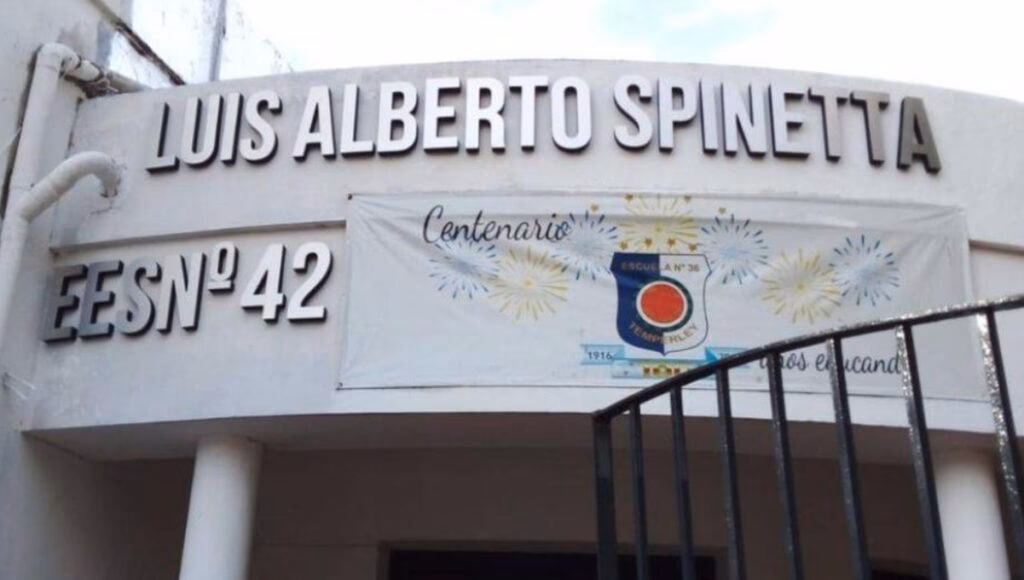 LUIS ALBERTO SPINETTA
EESNº 42
Centenario
ESCUELA Nº 36
TEMPERLEY
1916